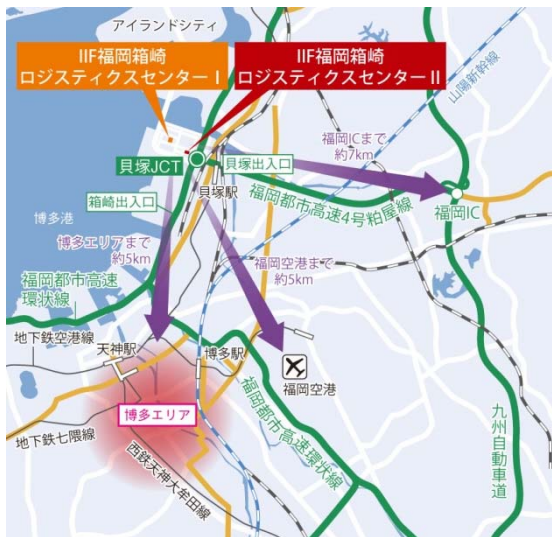 アイランドシティ
IIF福岡箱崎
ロジスティクスセンターⅠ
IIF福岡箱崎
ロジスティクスセンターⅡ
山陽新幹線
貝塚JCT
貝塚出入口
福岡ICまで
約7km
貝塚駅
箱崎出入口
福岡都市高速4号粕屋線
福岡IC
博多港
博多エリアまで
約5km
福岡空港まで
約5km
福岡都市高速
環状線
地下鉄空港線
天神駅
博多駅
福岡空港
博多エリア
福岡都市高速環状線
九州自動車道
地下鉄七隈線
西鉄天神大牟田線